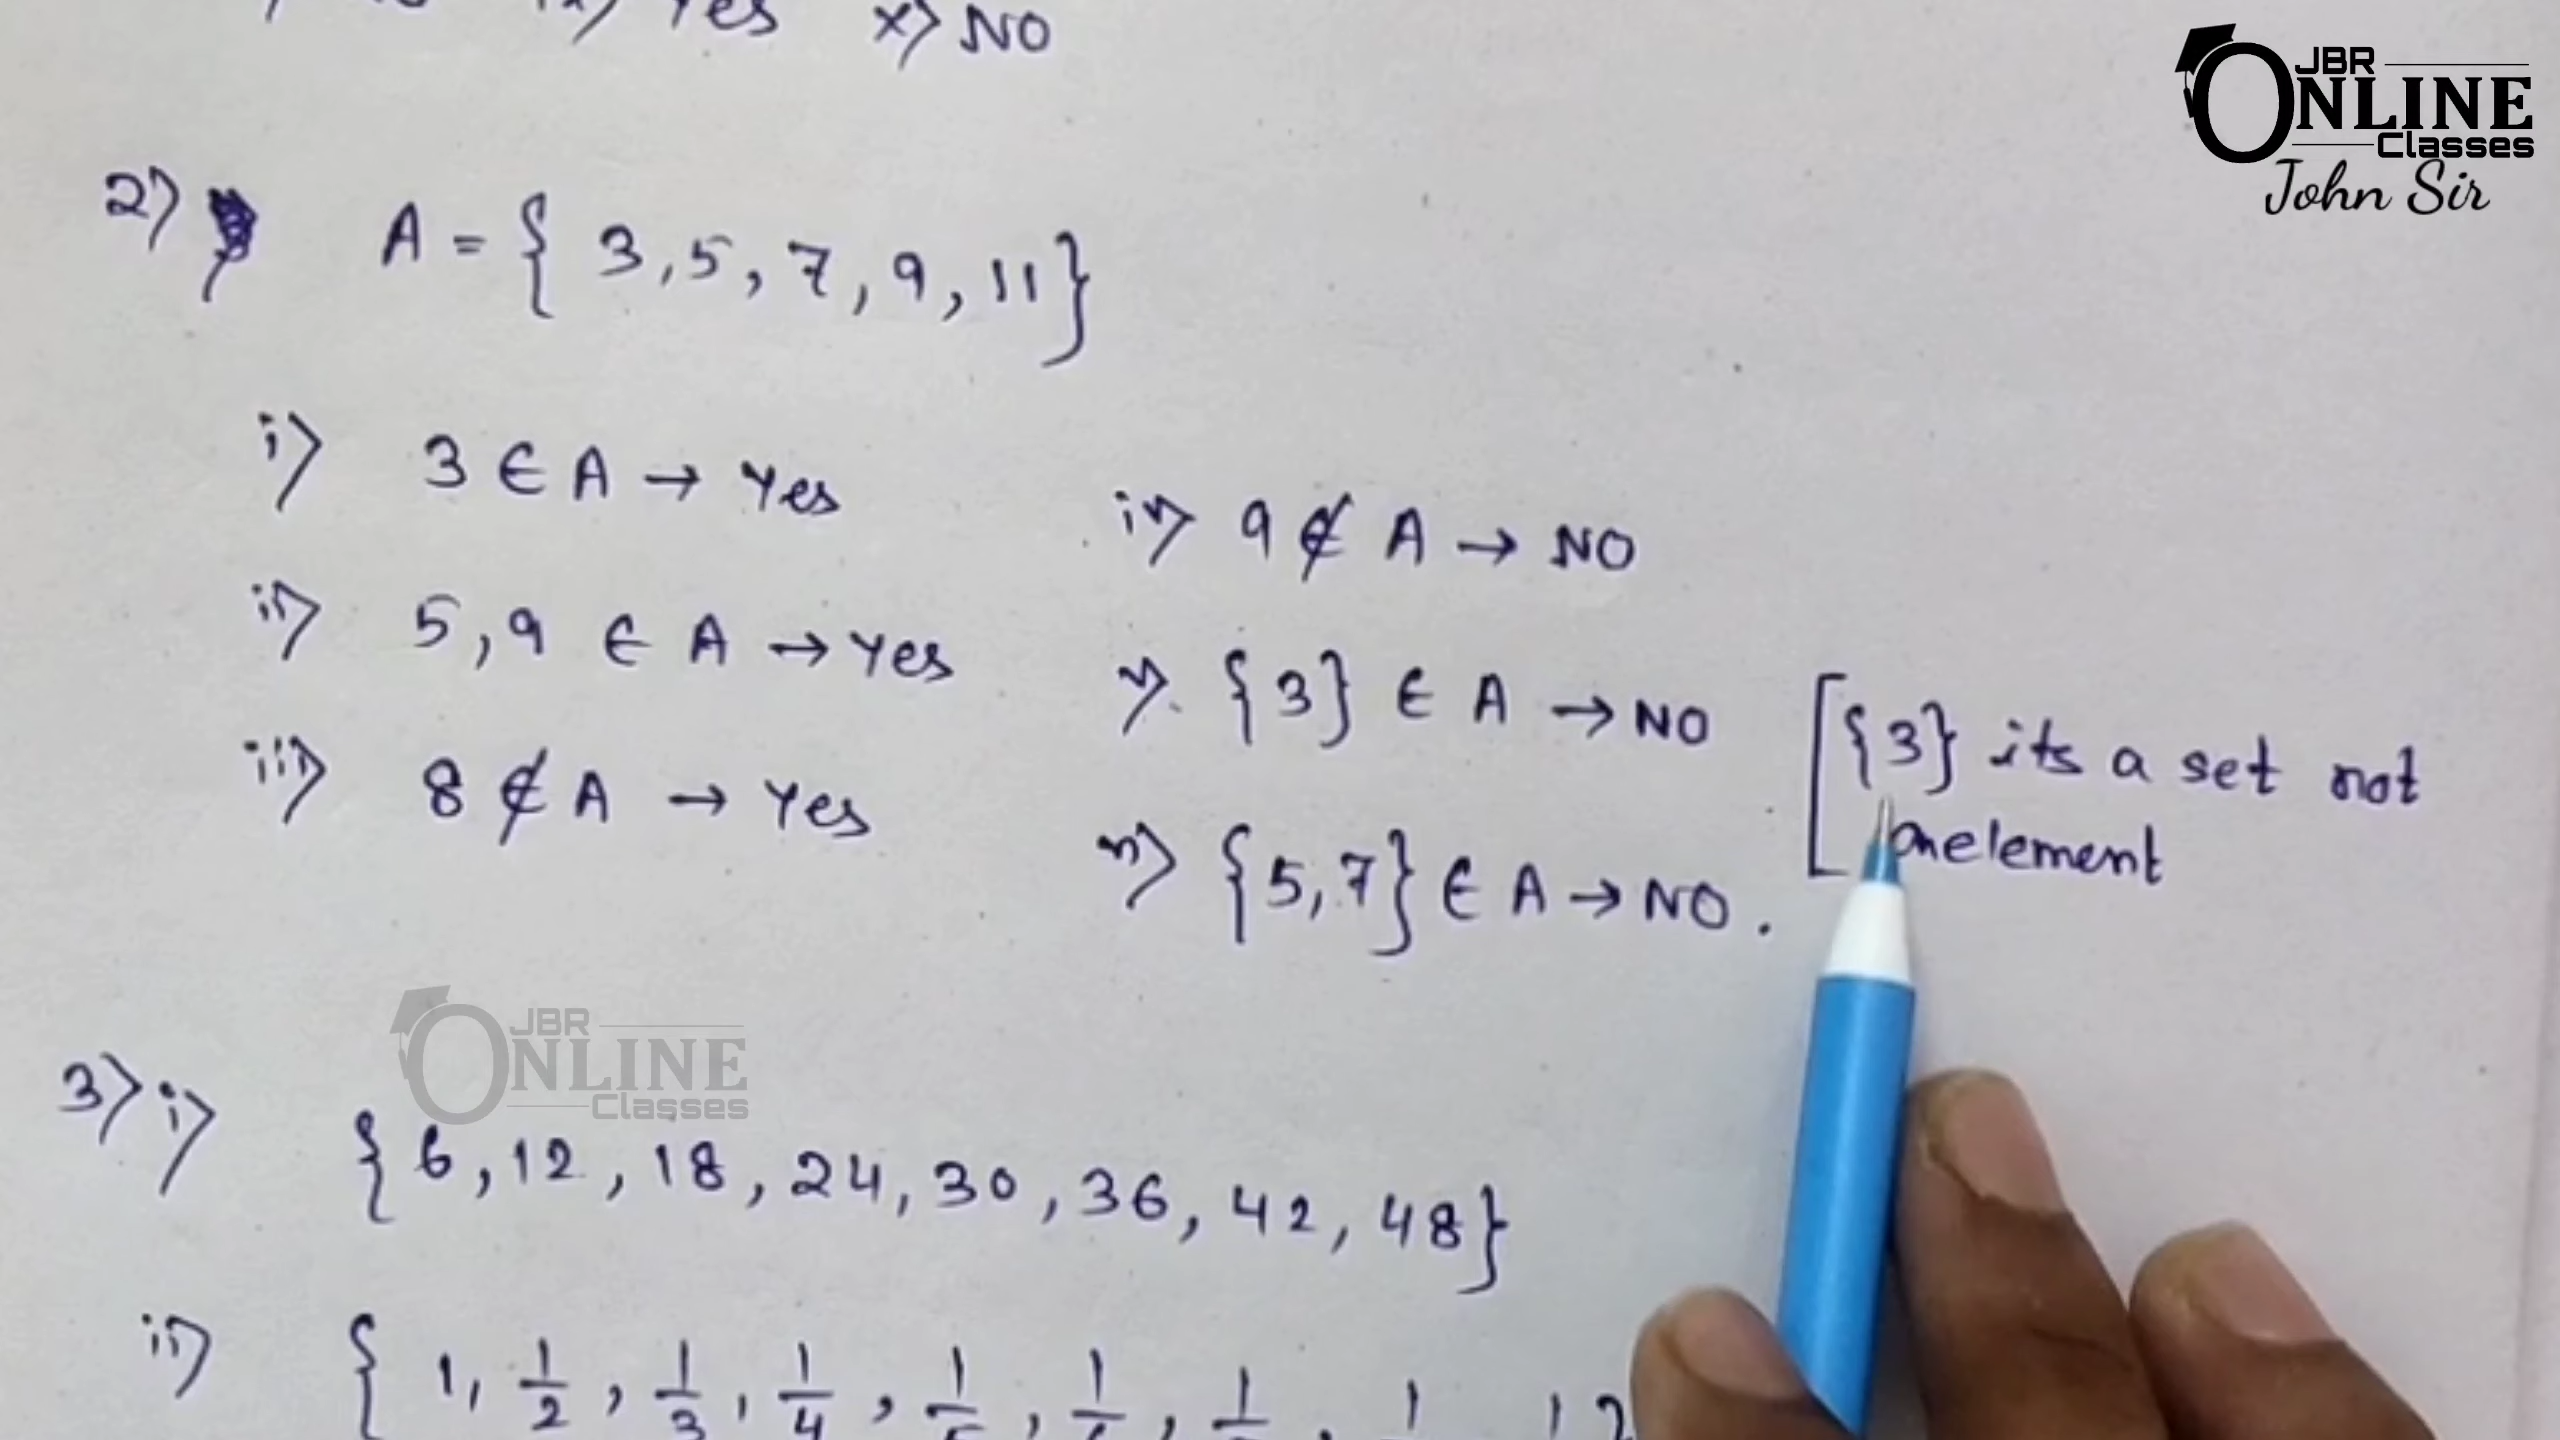 x) NO
JBR
ONLINE
Classes
John Sir
2) A = { 3, 5, 7, 9, 11 }
i) 3 ∈ A → Yes
ii) 5, 9 ∈ A → Yes
iii) 8 ∉ A → Yes
iv) 9 ∉ A → NO
v) {3} ∈ A → NO
[{3} its a set not
an element
vi) {5, 7} ∈ A → NO.
JBR
ONLINE
Classes
3) i) {6, 12, 18, 24, 30, 36, 42, 48}
ii) { 1, 1/2, 1/3, 1/4, 1/5,